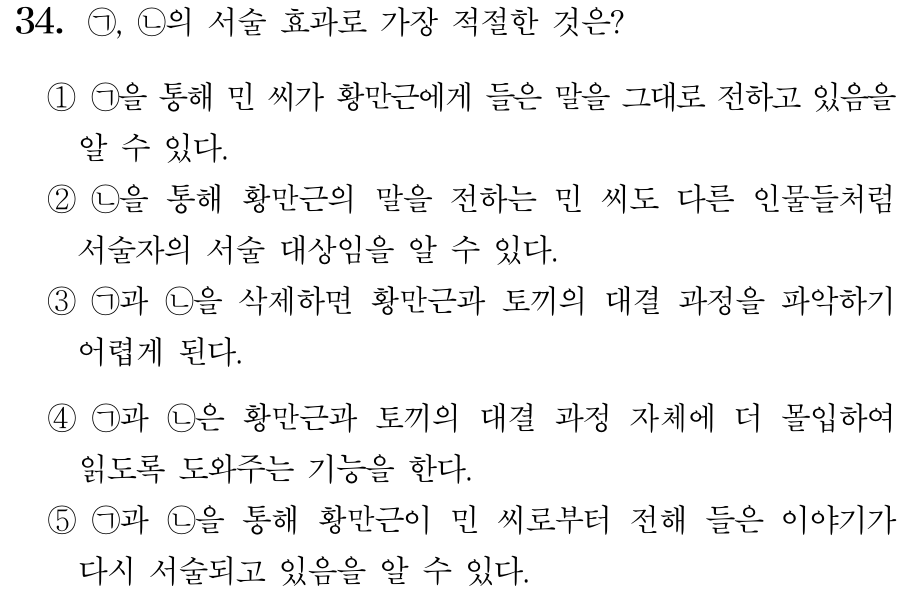 34. ㉠, ㉡의 서술 효과로 가장 적절한 것은?
① ㉠을 통해 민 씨가 황만근에게 들은 말을 그대로 전하고 있음을
알 수 있다.
② ㉡을 통해 황만근의 말을 전하는 민 씨도 다른 인물들처럼
서술자의 서술 대상임을 알 수 있다.
③ ㉠과 ㉡을 삭제하면 황만근과 토끼의 대결 과정을 파악하기
어렵게 된다.
④ ㉠과 ㉡은 황만근과 토끼의 대결 과정 자체에 더 몰입하여
읽도록 도와주는 기능을 한다.
⑤ ㉠과 ㉡을 통해 황만근이 민 씨로부터 전해 들은 이야기가
다시 서술되고 있음을 알 수 있다.